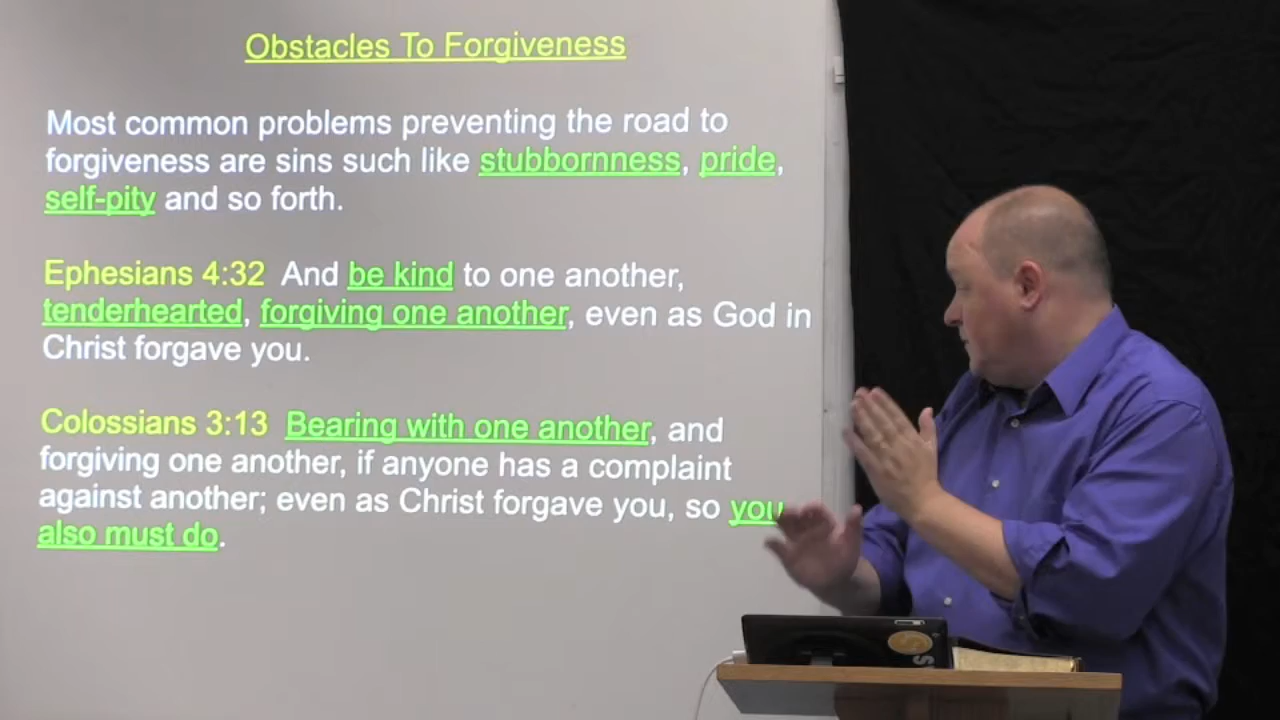 Obstacles To Forgiveness
Most common problems preventing the road to
forgiveness are sins such like stubbornness, pride,
self-pity and so forth.
Ephesians 4:32 And be kind to one another,
tenderhearted, forgiving one another, even as God in
Christ forgave you.
Colossians 3:13 Bearing with one another, and
forgiving one another, if anyone has a complaint
against another; even as Christ forgave you, so you
also must do.